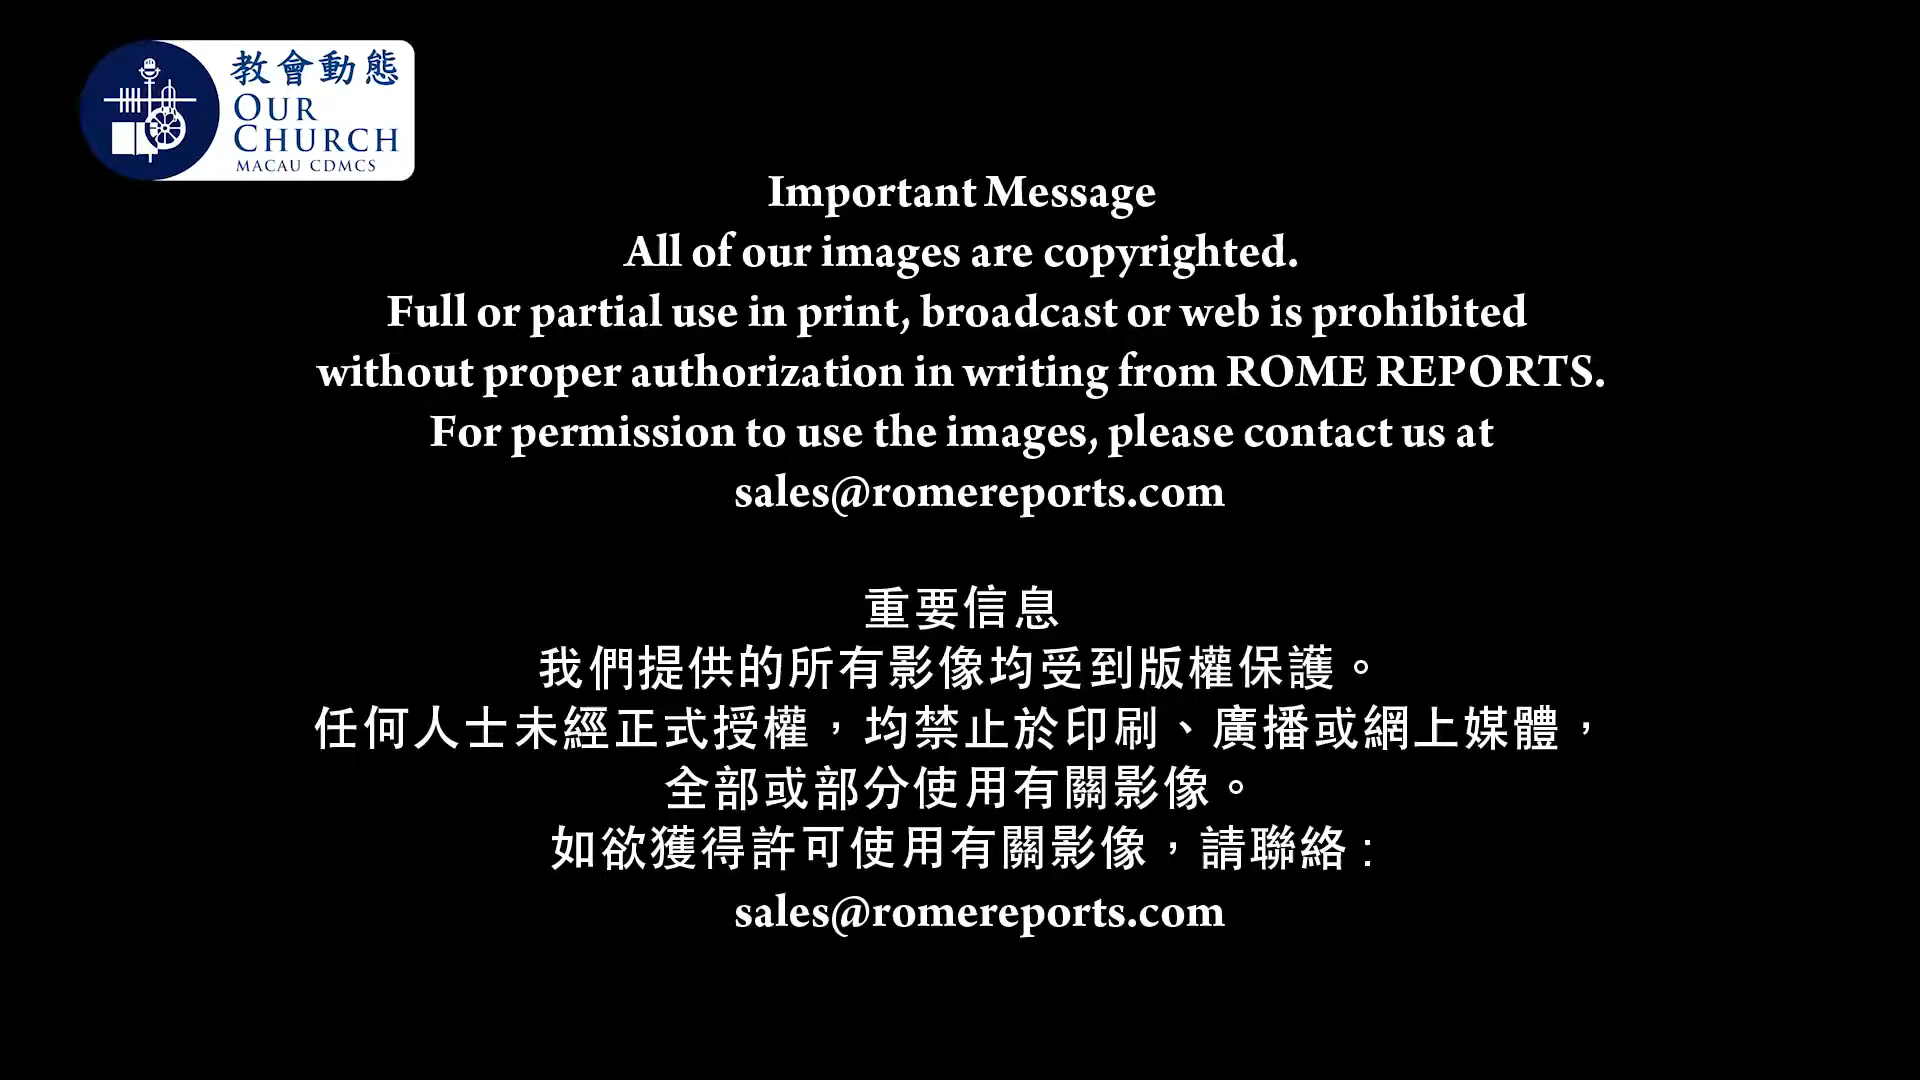 教會動態
OUR
CHURCH
MACAU CDMCS
Important Message
All of our images are copyrighted.
Full or partial use in print, broadcast or web is prohibited
without proper authorization in writing from ROME REPORTS.
For permission to use the images, please contact us at
sales@romereports.com
重要信息
我們提供的所有影像均受到版權保護。
任何人士未經正式授權，均禁止於印刷、廣播或網上媒體，
全部或部分使用有關影像。
如欲獲得許可使用有關影像，請聯絡：
sales@romereports.com